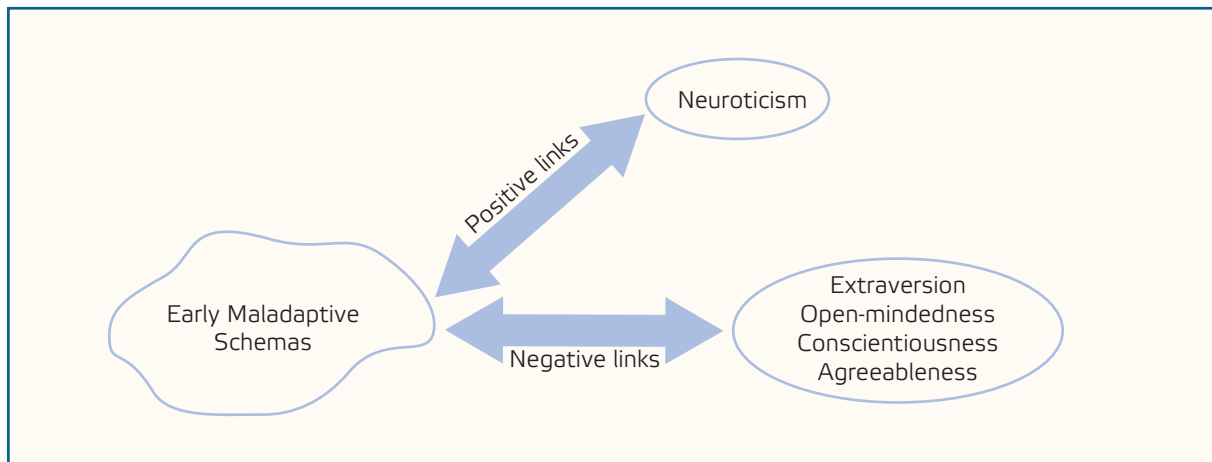 Neuroticism
Positive links
Early Maladaptive
Schemas
Negative links
Extraversion
Open-mindedness
Conscientiousness
Agreeableness